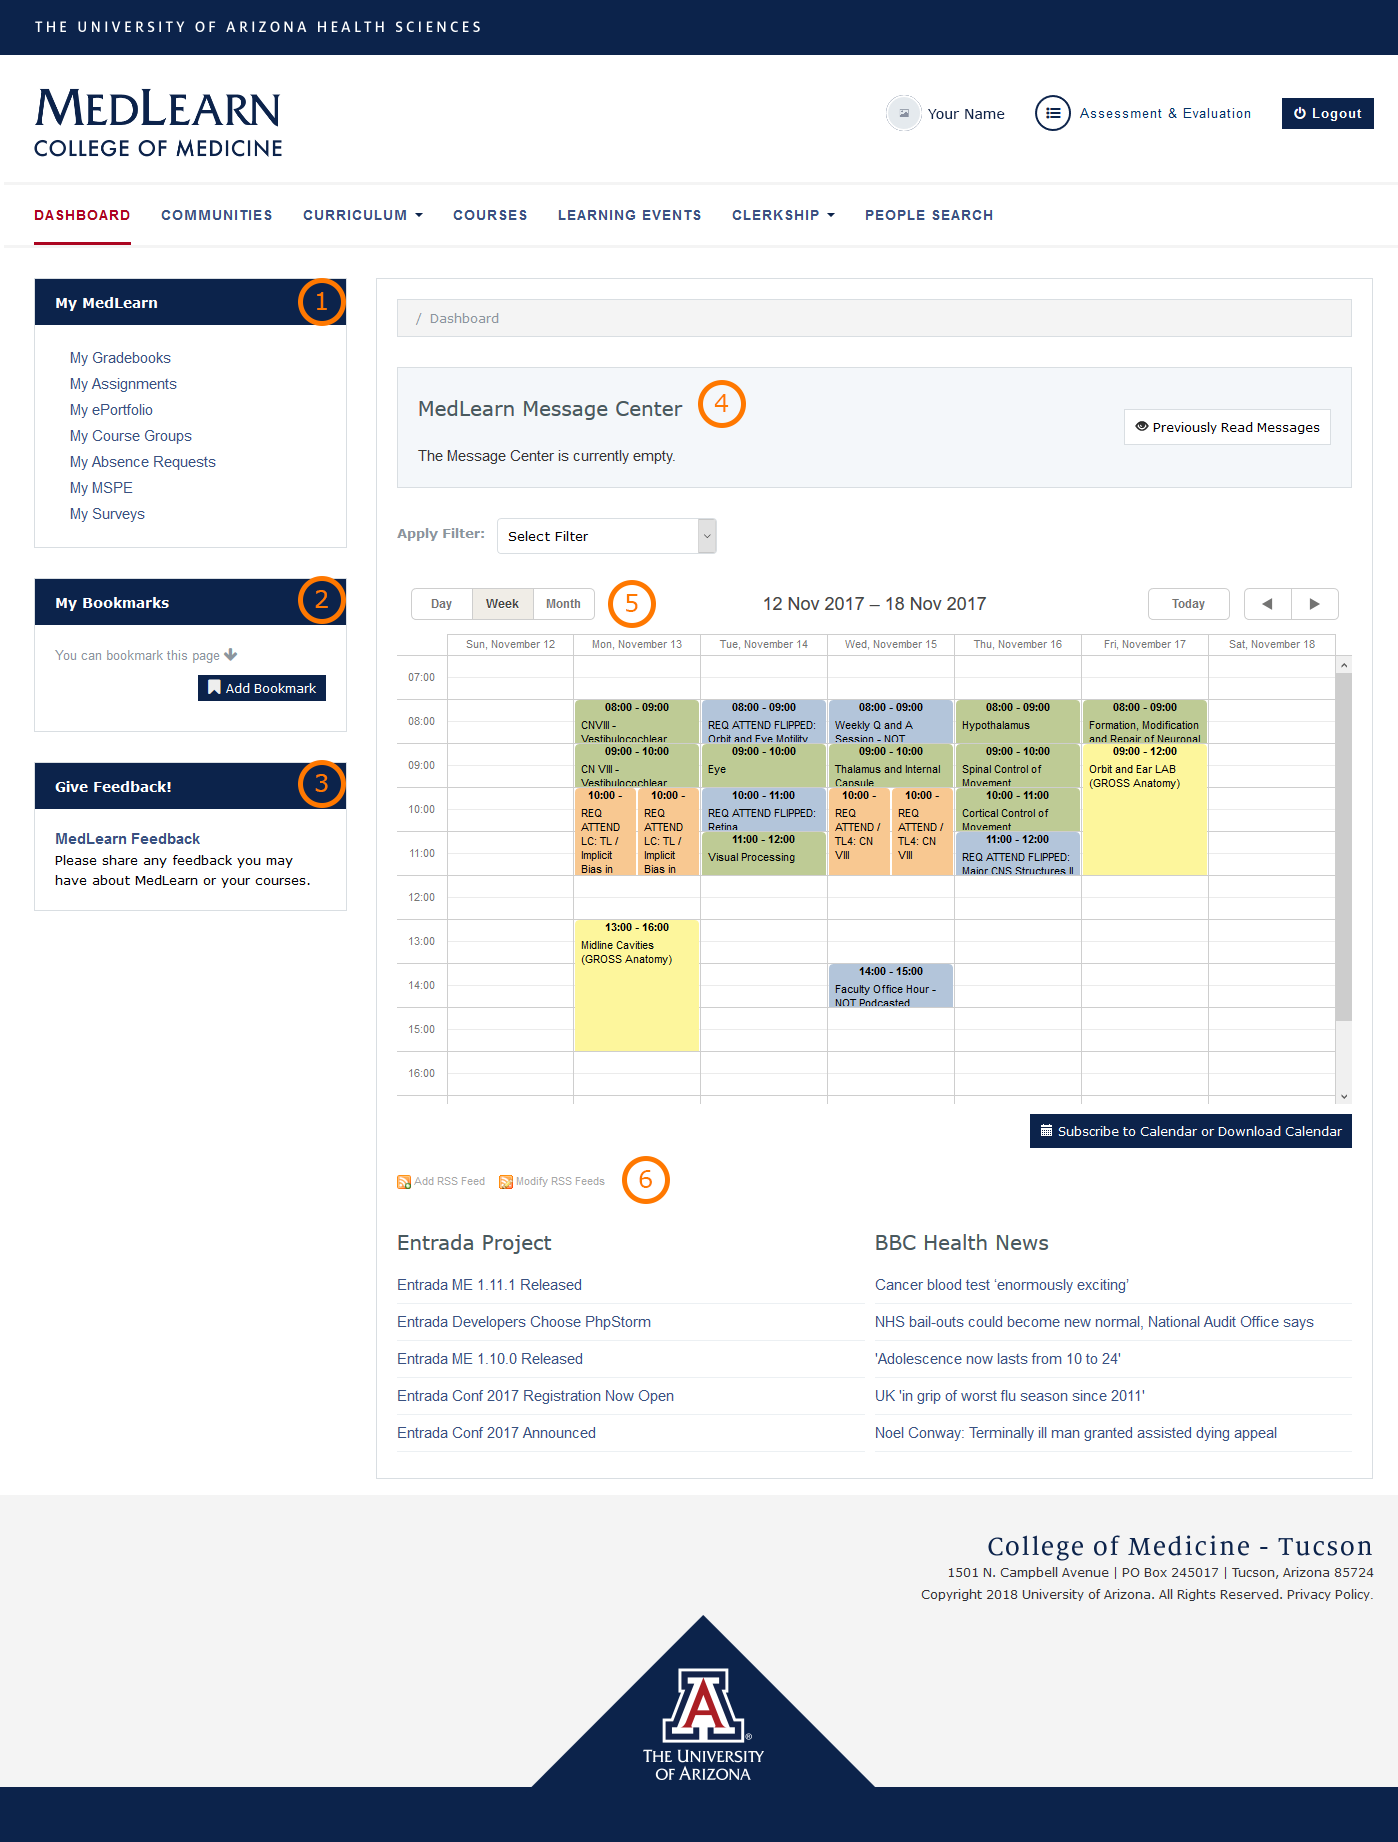 THE UNIVERSITY OF ARIZONA HEALTH SCIENCES
MEDLEARN
COLLEGE OF MEDICINE
Your Name
Assessment & Evaluation
Logout
DASHBOARD COMMUNITIES CURRICULUM COURSES LEARNING EVENTS CLERKSHIP PEOPLE SEARCH
My MedLearn
1
My Gradebooks
My Assignments
My ePortfolio
My Course Groups
My Absence Requests
My MSPE
My Surveys
My Bookmarks
2
You can bookmark this page
Add Bookmark
Give Feedback!
3
MedLearn Feedback
Please share any feedback you may
have about MedLearn or your courses.
/ Dashboard
MedLearn Message Center
4
Previously Read Messages
The Message Center is currently empty.
Apply Filter: Select Filter
Day Week Month
5
12 Nov 2017 – 18 Nov 2017
Today
Sun, November 12 Mon, November 13 Tue, November 14 Wed, November 15 Thu, November 16 Fri, November 17 Sat, November 18
07:00
08:00
09:00
10:00
11:00
12:00
13:00
14:00
15:00
16:00
08:00 - 09:00
CNVIII -
Vestibulocochlear
09:00 - 10:00
CN VIII -
Vestibulocochlear
10:00 -
REQ
ATTEND
LC: TL /
Implicit
Bias in
10:00 -
REQ
ATTEND
LC: TL /
Implicit
Bias in
13:00 - 16:00
Midline Cavities
(GROSS Anatomy)
08:00 - 09:00
REQ ATTEND FLIPPED:
Orbit and Eye Motility
09:00 - 10:00
Eye
10:00 - 11:00
REQ ATTEND FLIPPED:
Retina
11:00 - 12:00
Visual Processing
08:00 - 09:00
Weekly Q and A
Session - NOT
09:00 - 10:00
Thalamus and Internal
Capsule
10:00 -
REQ
ATTEND /
TL4: CN
VIII
10:00 -
REQ
ATTEND /
TL4: CN
VIII
14:00 - 15:00
Faculty Office Hour -
NOT Podcasted
08:00 - 09:00
Hypothalamus
09:00 - 10:00
Spinal Control of
Movement
10:00 - 11:00
Cortical Control of
Movement
11:00 - 12:00
REQ ATTEND FLIPPED:
Major CNS Structures II
08:00 - 09:00
Formation, Modification
and Repair of Neuronal
09:00 - 12:00
Orbit and Ear LAB
(GROSS Anatomy)
Subscribe to Calendar or Download Calendar
Add RSS Feed Modify RSS Feeds
6
Entrada Project
Entrada ME 1.11.1 Released
Entrada Developers Choose PhpStorm
Entrada ME 1.10.0 Released
Entrada Conf 2017 Registration Now Open
Entrada Conf 2017 Announced
BBC Health News
Cancer blood test ‘enormously exciting’
NHS bail-outs could become new normal, National Audit Office says
'Adolescence now lasts from 10 to 24'
UK 'in grip of worst flu season since 2011'
Noel Conway: Terminally ill man granted assisted dying appeal
College of Medicine - Tucson
1501 N. Campbell Avenue | PO Box 245017 | Tucson, Arizona 85724
Copyright 2018 University of Arizona. All Rights Reserved. Privacy Policy.
A
®
THE UNIVERSITY
OF ARIZONA